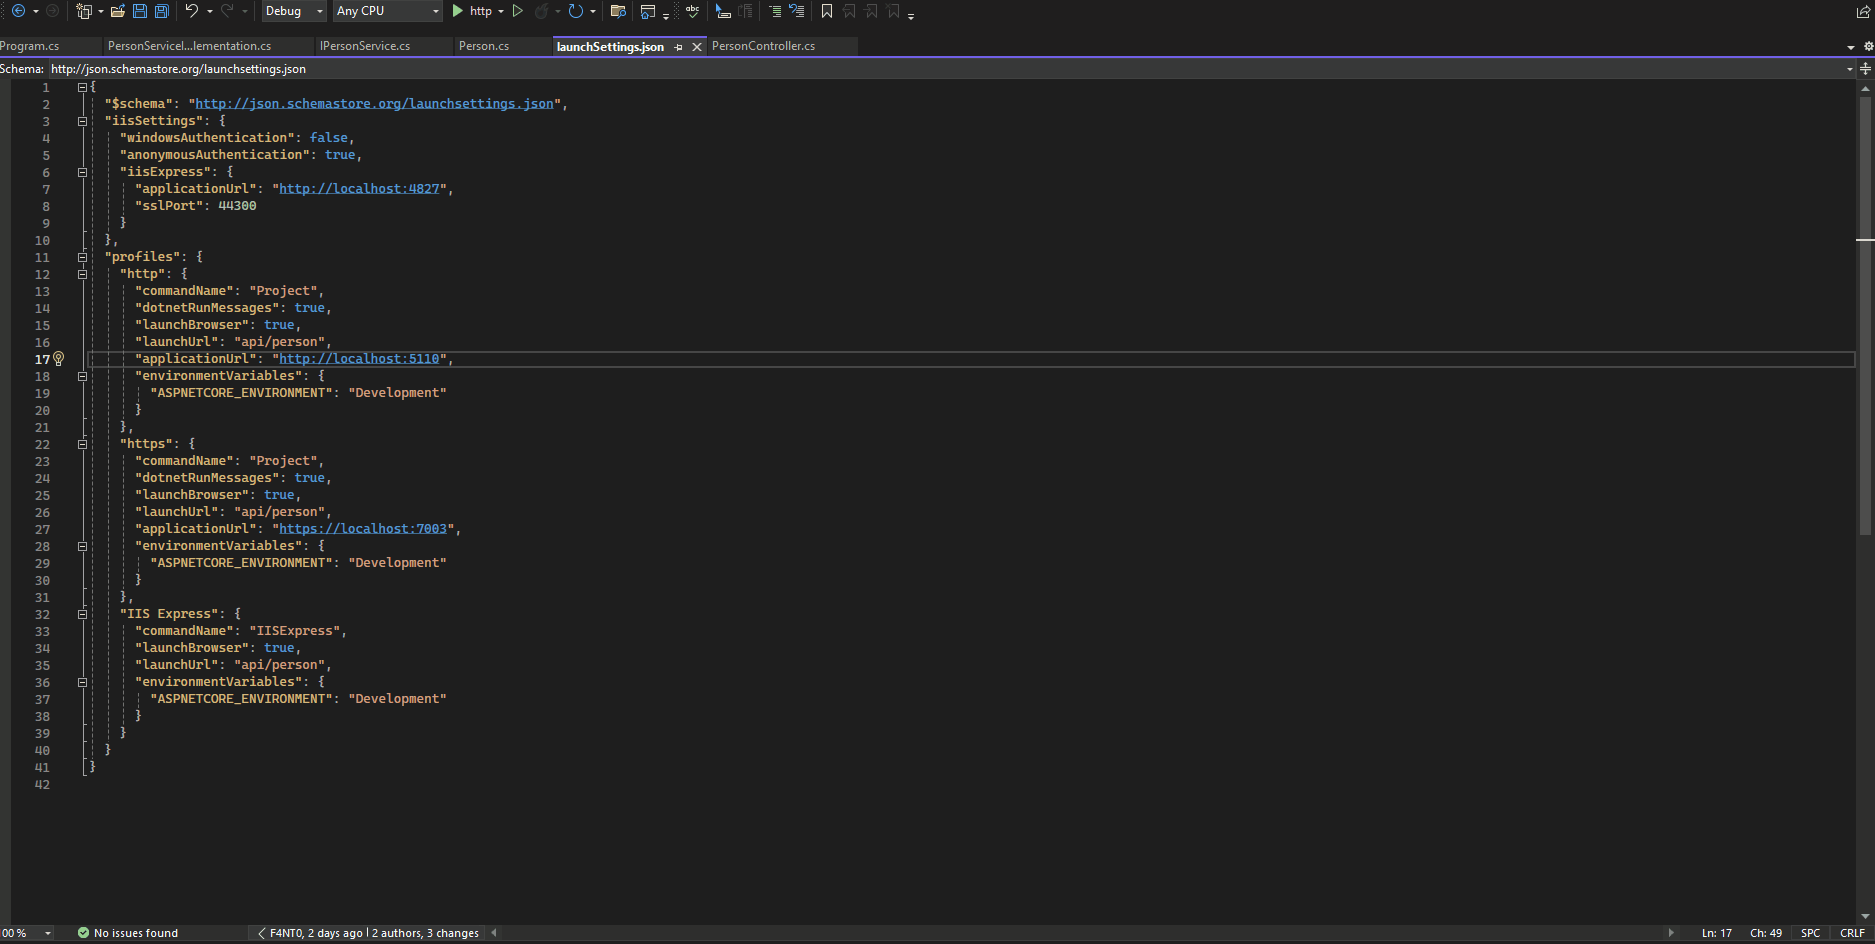 Debug Any CPU http
Program.cs PersonServiceI...lementation.cs IPersonService.cs Person.cs launchSettings.json PersonController.cs
Schema: http://json.schemastore.org/launchsettings.json
1 {
2 "$schema": "http://json.schemastore.org/launchsettings.json",
3 "iisSettings": {
4 "windowsAuthentication": false,
5 "anonymousAuthentication": true,
6 "iisExpress": {
7 "applicationUrl": "http://localhost:4827",
8 "sslPort": 44300
9 }
10 },
11 "profiles": {
12 "http": {
13 "commandName": "Project",
14 "dotnetRunMessages": true,
15 "launchBrowser": true,
16 "launchUrl": "api/person",
17 "applicationUrl": "http://localhost:5110",
18 "environmentVariables": {
19 "ASPNETCORE_ENVIRONMENT": "Development"
20 }
21 },
22 "https": {
23 "commandName": "Project",
24 "dotnetRunMessages": true,
25 "launchBrowser": true,
26 "launchUrl": "api/person",
27 "applicationUrl": "https://localhost:7003",
28 "environmentVariables": {
29 "ASPNETCORE_ENVIRONMENT": "Development"
30 }
31 },
32 "IIS Express": {
33 "commandName": "IISExpress",
34 "launchBrowser": true,
35 "launchUrl": "api/person",
36 "environmentVariables": {
37 "ASPNETCORE_ENVIRONMENT": "Development"
38 }
39 }
40 }
41 }
42
00 % No issues found F4NT0, 2 days ago | 2 authors, 3 changes Ln: 17 Ch: 49 SPC CRLF